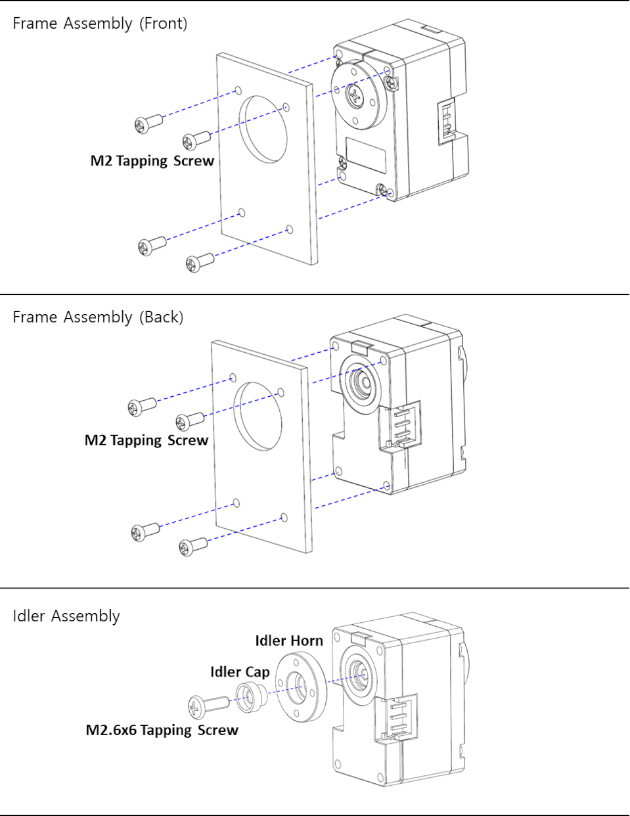 Frame Assembly (Front)
M2 Tapping Screw
Frame Assembly (Back)
M2 Tapping Screw
Idler Assembly
Idler Horn
Idler Cap
M2.6x6 Tapping Screw